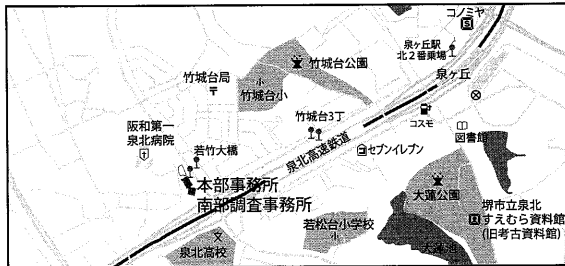 コノミヤ
泉ヶ丘駅
北2番乗場
泉ヶ丘
竹城台公園
竹城台局
竹城台小
竹城台3丁
コスモ
図書館
阪和第一
泉北病院
若竹大橋
泉北高速鉄道
セブンイレブン
本部事務所
南部調査事務所
大蓮公園
堺市立泉北
すえむら資料館
(旧考古資料館)
若松台小学校
大蓮池
泉北高校